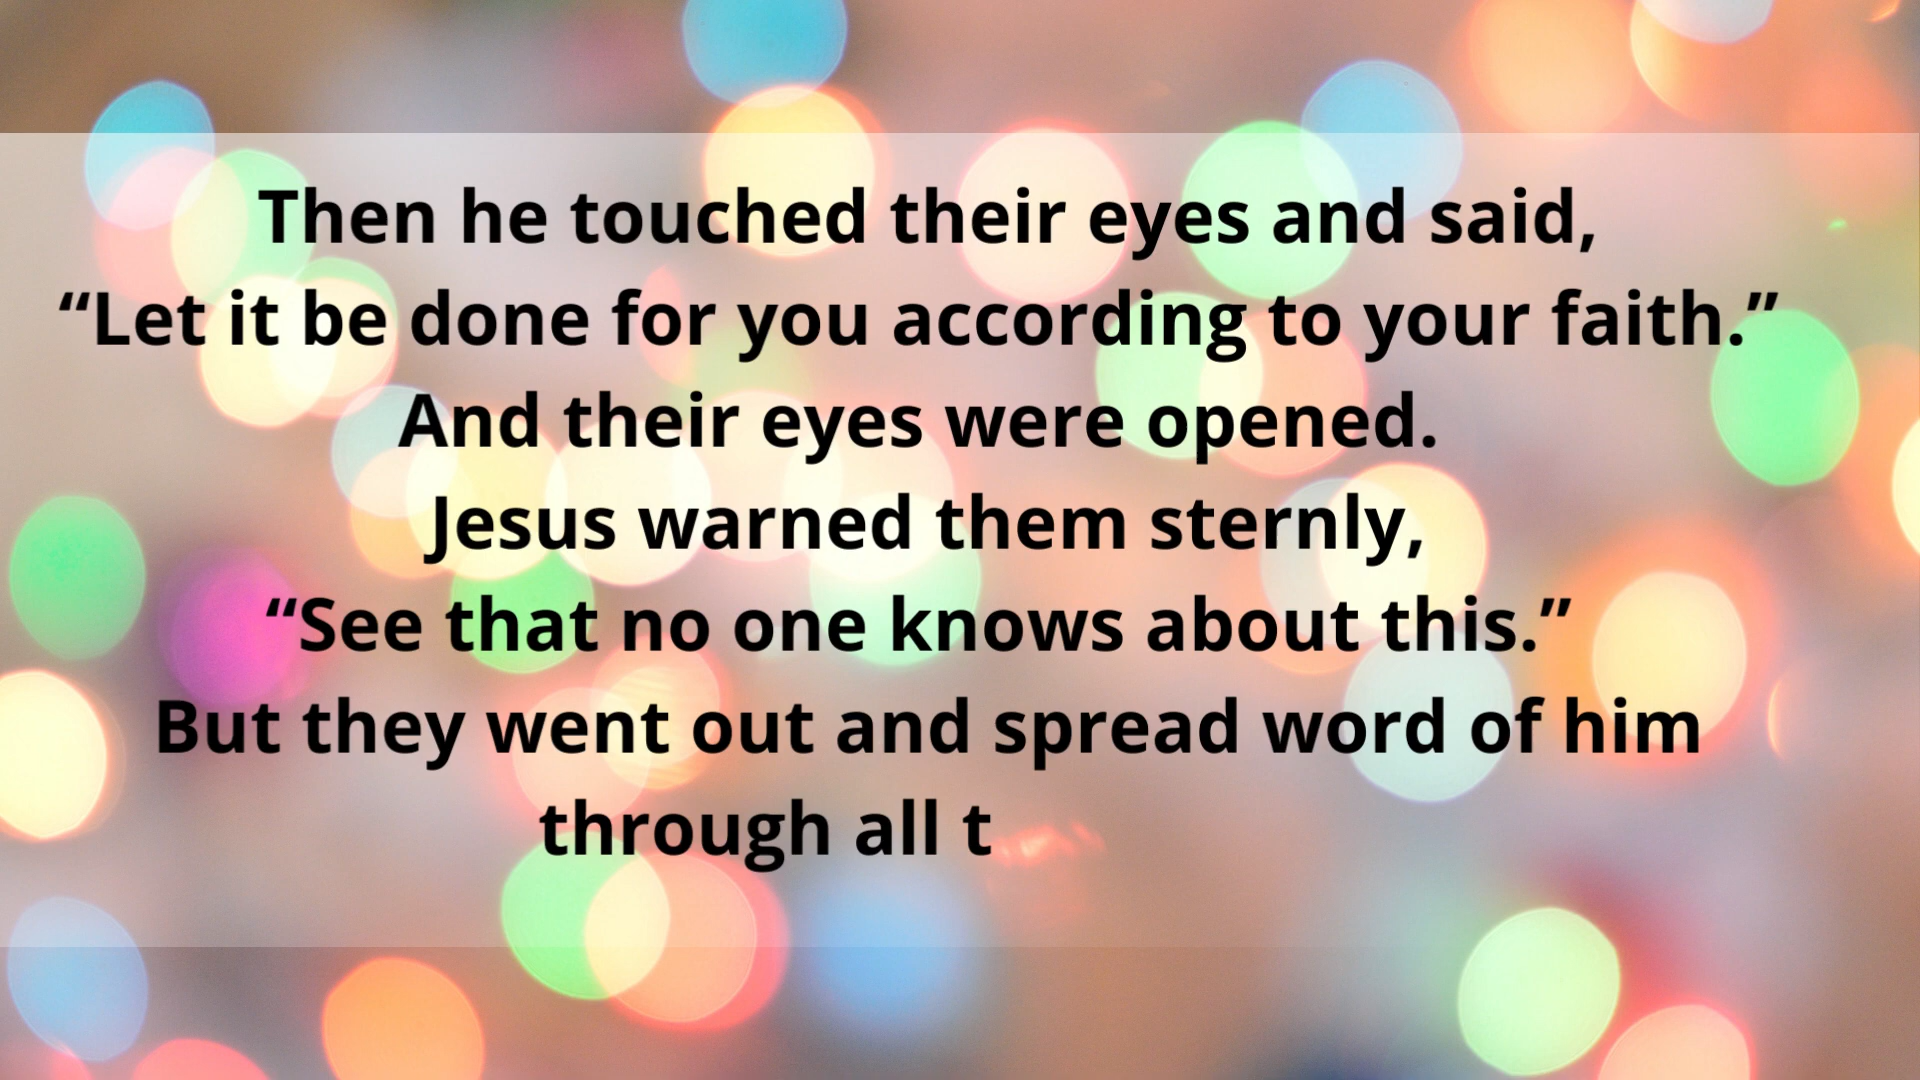 Then he touched their eyes and said,
“Let it be done for you according to your faith.”
And their eyes were opened.
Jesus warned them sternly,
“See that no one knows about this.”
But they went out and spread word of him
through all t